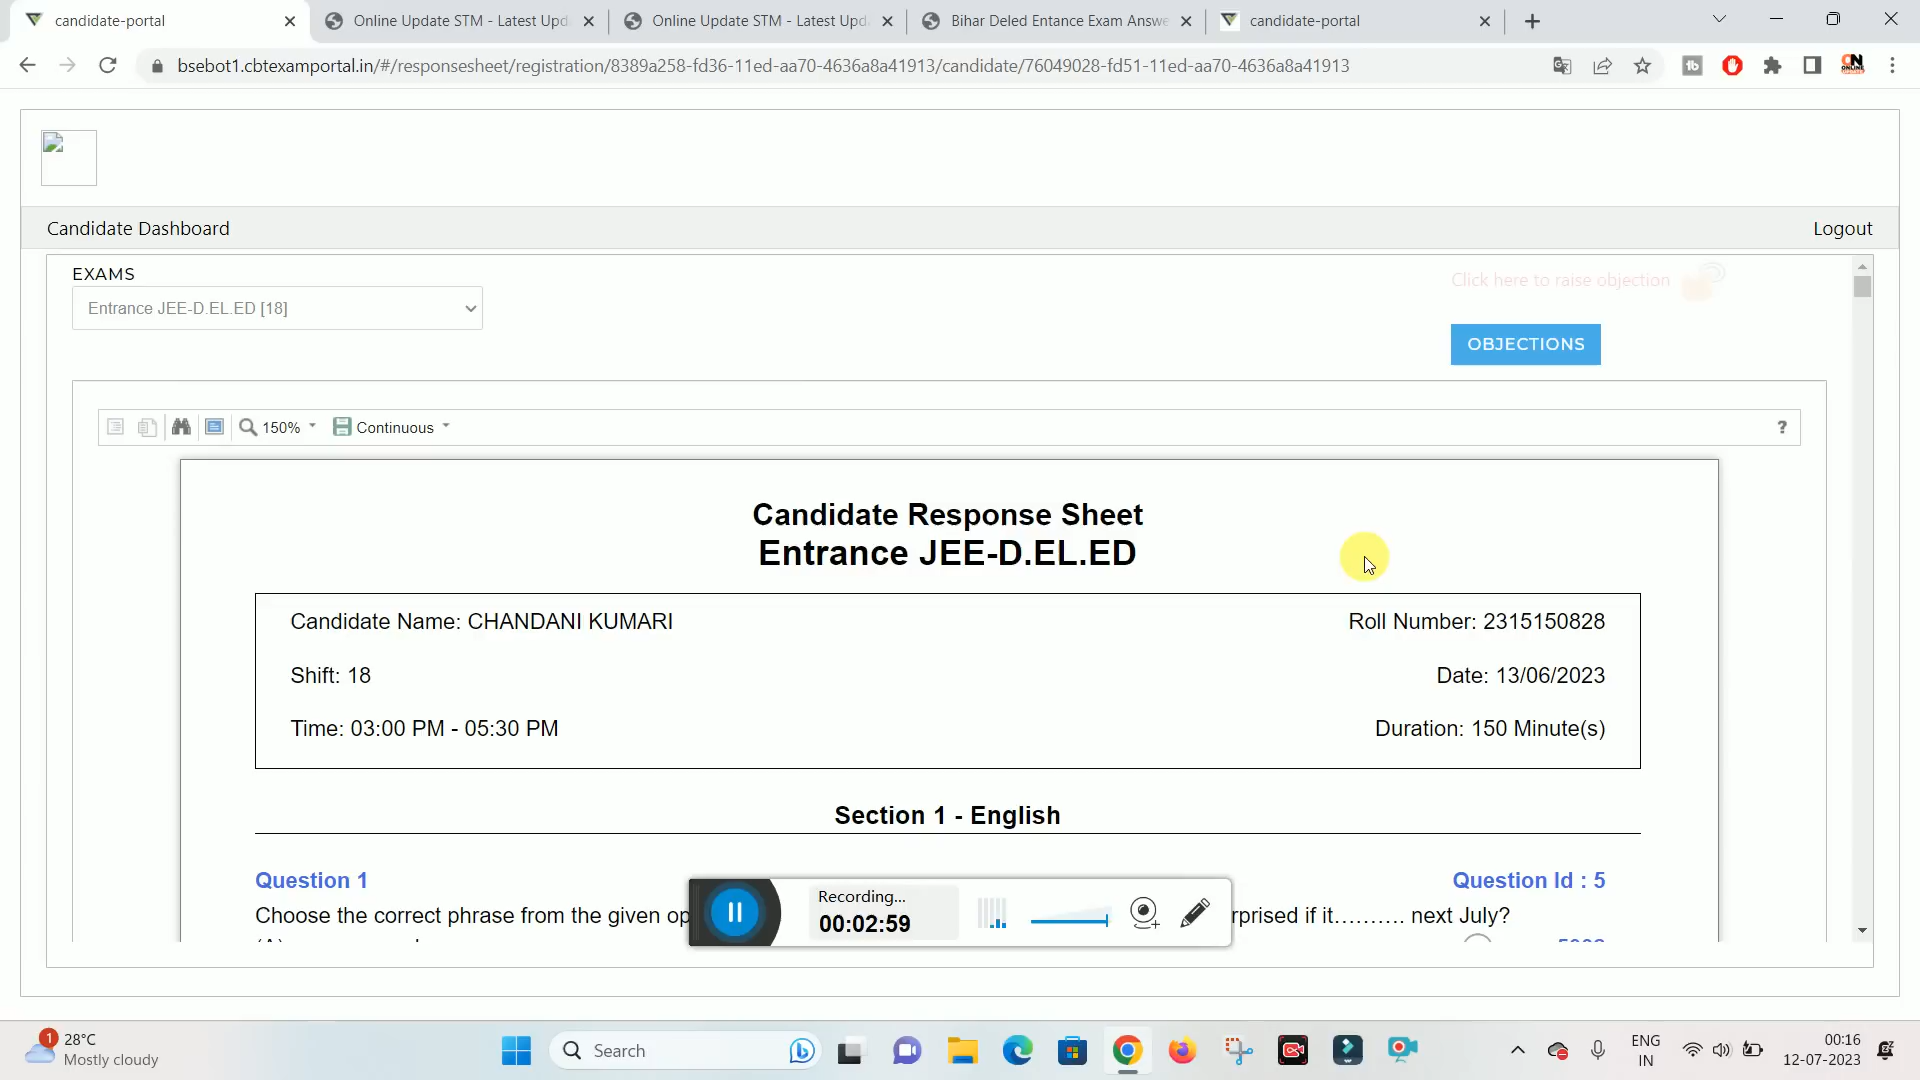 candidate-portal
Online Update STM - Latest Upd
Online Update STM - Latest Upd
Bihar Deled Entance Exam Answe
candidate-portal
bsebot1.cbtexamportal.in/#/responsesheet/registration/8389a258-fd36-11ed-aa70-4636a8a41913/candidate/76049028-fd51-11ed-aa70-4636a8a41913
Candidate Dashboard
Logout
EXAMS
Click here to raise objection
Entrance JEE-D.EL.ED [18]
OBJECTIONS
150%
Continuous
?
Candidate Response Sheet
Entrance JEE-D.EL.ED
Candidate Name: CHANDANI KUMARI
Roll Number: 2315150828
Shift: 18
Date: 13/06/2023
Time: 03:00 PM - 05:30 PM
Duration: 150 Minute(s)
Section 1 - English
Question 1
Question Id : 5
Choose the correct phrase from the given op
rprised if it.......... next July?
Recording...
00:02:59
1
28°C
Mostly cloudy
Search
ENG
IN
00:16
12-07-2023